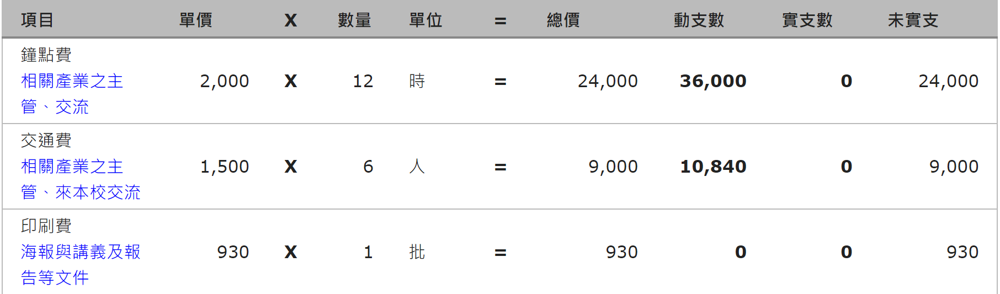 項目 單價 X 數量 單位 = 總價 動支數 實支數 未實支
鐘點費
相關產業之主
管、交流
2,000 X 12 時 = 24,000 36,000 0 24,000
交通費
相關產業之主
管、來本校交流
1,500 X 6 人 = 9,000 10,840 0 9,000
印刷費
海報與講義及報
告等文件
930 X 1 批 = 930 0 0 930